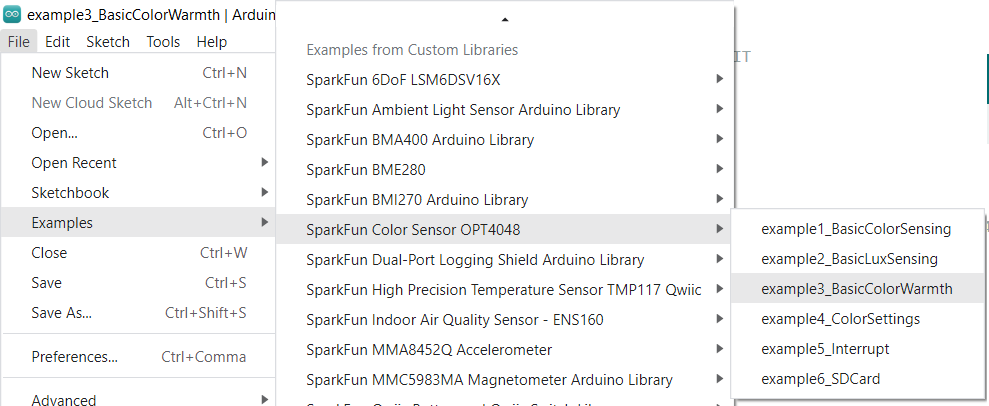 example3_BasicColorWarmth | Arduin
File Edit Sketch Tools Help
New Sketch Ctrl+N
New Cloud Sketch Alt+Ctrl+N
Open... Ctrl+O
Open Recent
Sketchbook
Examples
Close Ctrl+W
Save Ctrl+S
Save As... Ctrl+Shift+S
Preferences... Ctrl+Comma
Advanced
Examples from Custom Libraries
SparkFun 6DoF LSM6DSV16X
SparkFun Ambient Light Sensor Arduino Library
SparkFun BMA400 Arduino Library
SparkFun BME280
SparkFun BMI270 Arduino Library
SparkFun Color Sensor OPT4048
SparkFun Dual-Port Logging Shield Arduino Library
SparkFun High Precision Temperature Sensor TMP117 Qwiic
SparkFun Indoor Air Quality Sensor - ENS160
SparkFun MMA8452Q Accelerometer
SparkFun MMC5983MA Magnetometer Arduino Library
IT
example1_BasicColorSensing
example2_BasicLuxSensing
example3_BasicColorWarmth
example4_ColorSettings
example5_Interrupt
example6_SDCard